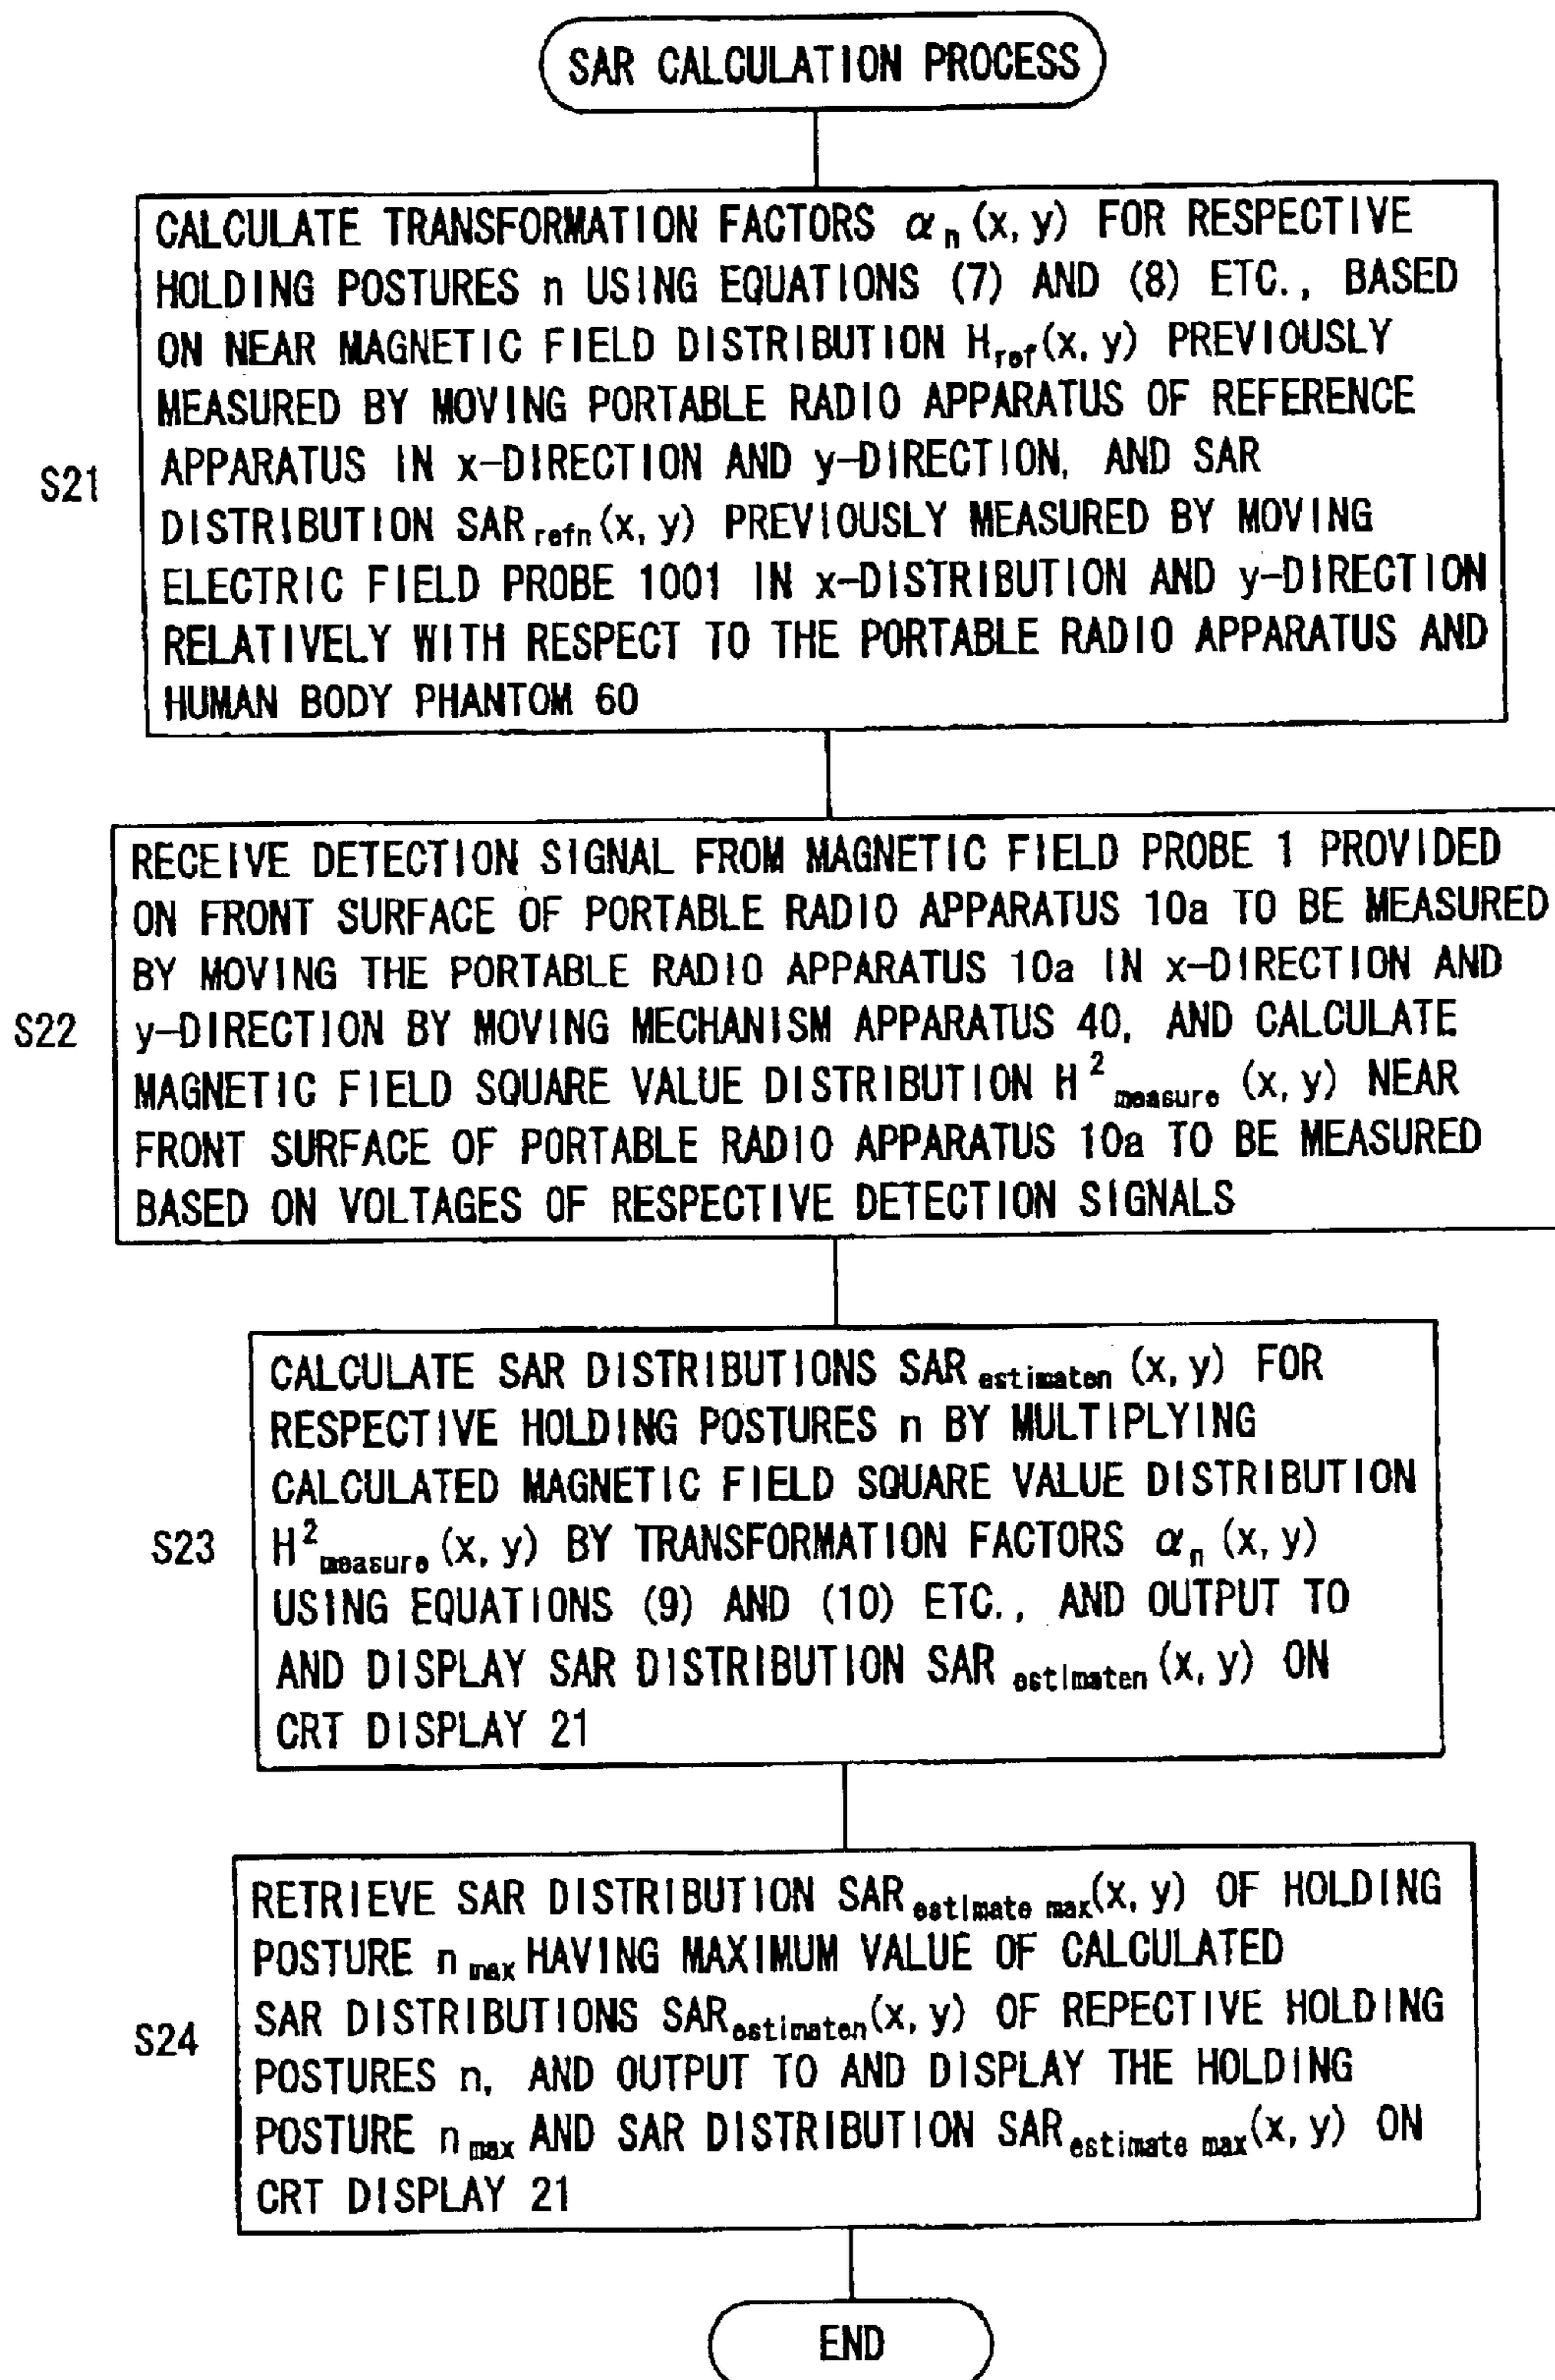 SAR CALCULATION PROCESS
CALCULATE TRANSFORMATION FACTORS αn(x, y) FOR RESPECTIVE
HOLDING POSTURES n USING EQUATIONS (7) AND (8) ETC., BASED
ON NEAR MAGNETIC FIELD DISTRIBUTION Href(x, y) PREVIOUSLY
MEASURED BY MOVING PORTABLE RADIO APPARATUS OF REFERENCE
APPARATUS IN x-DIRECTION AND y-DIRECTION, AND SAR
S21
DISTRIBUTION SARrefn(x, y) PREVIOUSLY MEASURED BY MOVING
ELECTRIC FIELD PROBE 1001 IN x-DISTRIBUTION AND y-DIRECTION
RELATIVELY WITH RESPECT TO THE PORTABLE RADIO APPARATUS AND
HUMAN BODY PHANTOM 60
RECEIVE DETECTION SIGNAL FROM MAGNETIC FIELD PROBE 1 PROVIDED
ON FRONT SURFACE OF PORTABLE RADIO APPARATUS 10a TO BE MEASURED
BY MOVING THE PORTABLE RADIO APPARATUS 10a IN x-DIRECTION AND
S22
y-DIRECTION BY MOVING MECHANISM APPARATUS 40, AND CALCULATE
MAGNETIC FIELD SQUARE VALUE DISTRIBUTION H²measure (x, y) NEAR
FRONT SURFACE OF PORTABLE RADIO APPARATUS 10a TO BE MEASURED
BASED ON VOLTAGES OF RESPECTIVE DETECTION SIGNALS
CALCULATE SAR DISTRIBUTIONS SARestimaten (x, y) FOR
RESPECTIVE HOLDING POSTURES n BY MULTIPLYING
CALCULATED MAGNETIC FIELD SQUARE VALUE DISTRIBUTION
S23
H²measure (x, y) BY TRANSFORMATION FACTORS αn (x, y)
USING EQUATIONS (9) AND (10) ETC., AND OUTPUT TO
AND DISPLAY SAR DISTRIBUTION SAR estimaten (x, y) ON
CRT DISPLAY 21
RETRIEVE SAR DISTRIBUTION SARestimate max(x, y) OF HOLDING
POSTURE nmax HAVING MAXIMUM VALUE OF CALCULATED
SAR DISTRIBUTIONS SARestimaten(x, y) OF REPECTIVE HOLDING
S24
POSTURES n, AND OUTPUT TO AND DISPLAY THE HOLDING
POSTURE nmax AND SAR DISTRIBUTION SARestimate max(x, y) ON
CRT DISPLAY 21
END